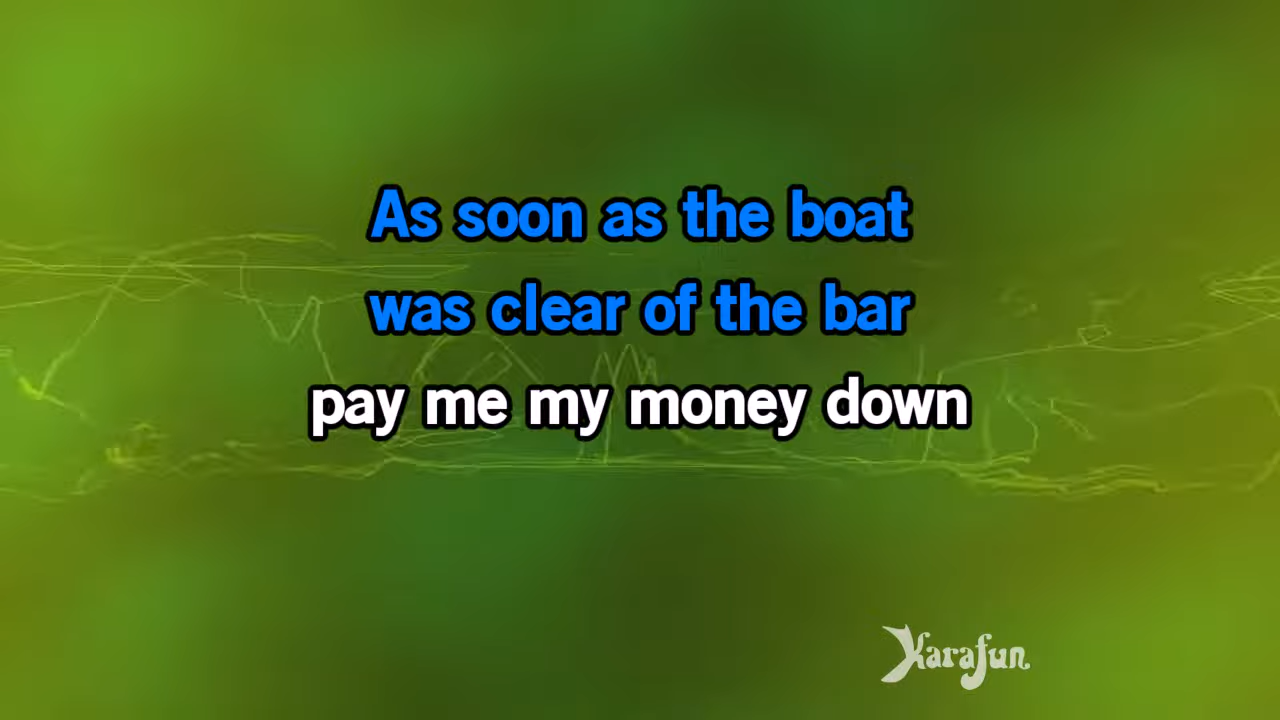 As soon as the boat
was clear of the bar
pay me my money down
Karafun